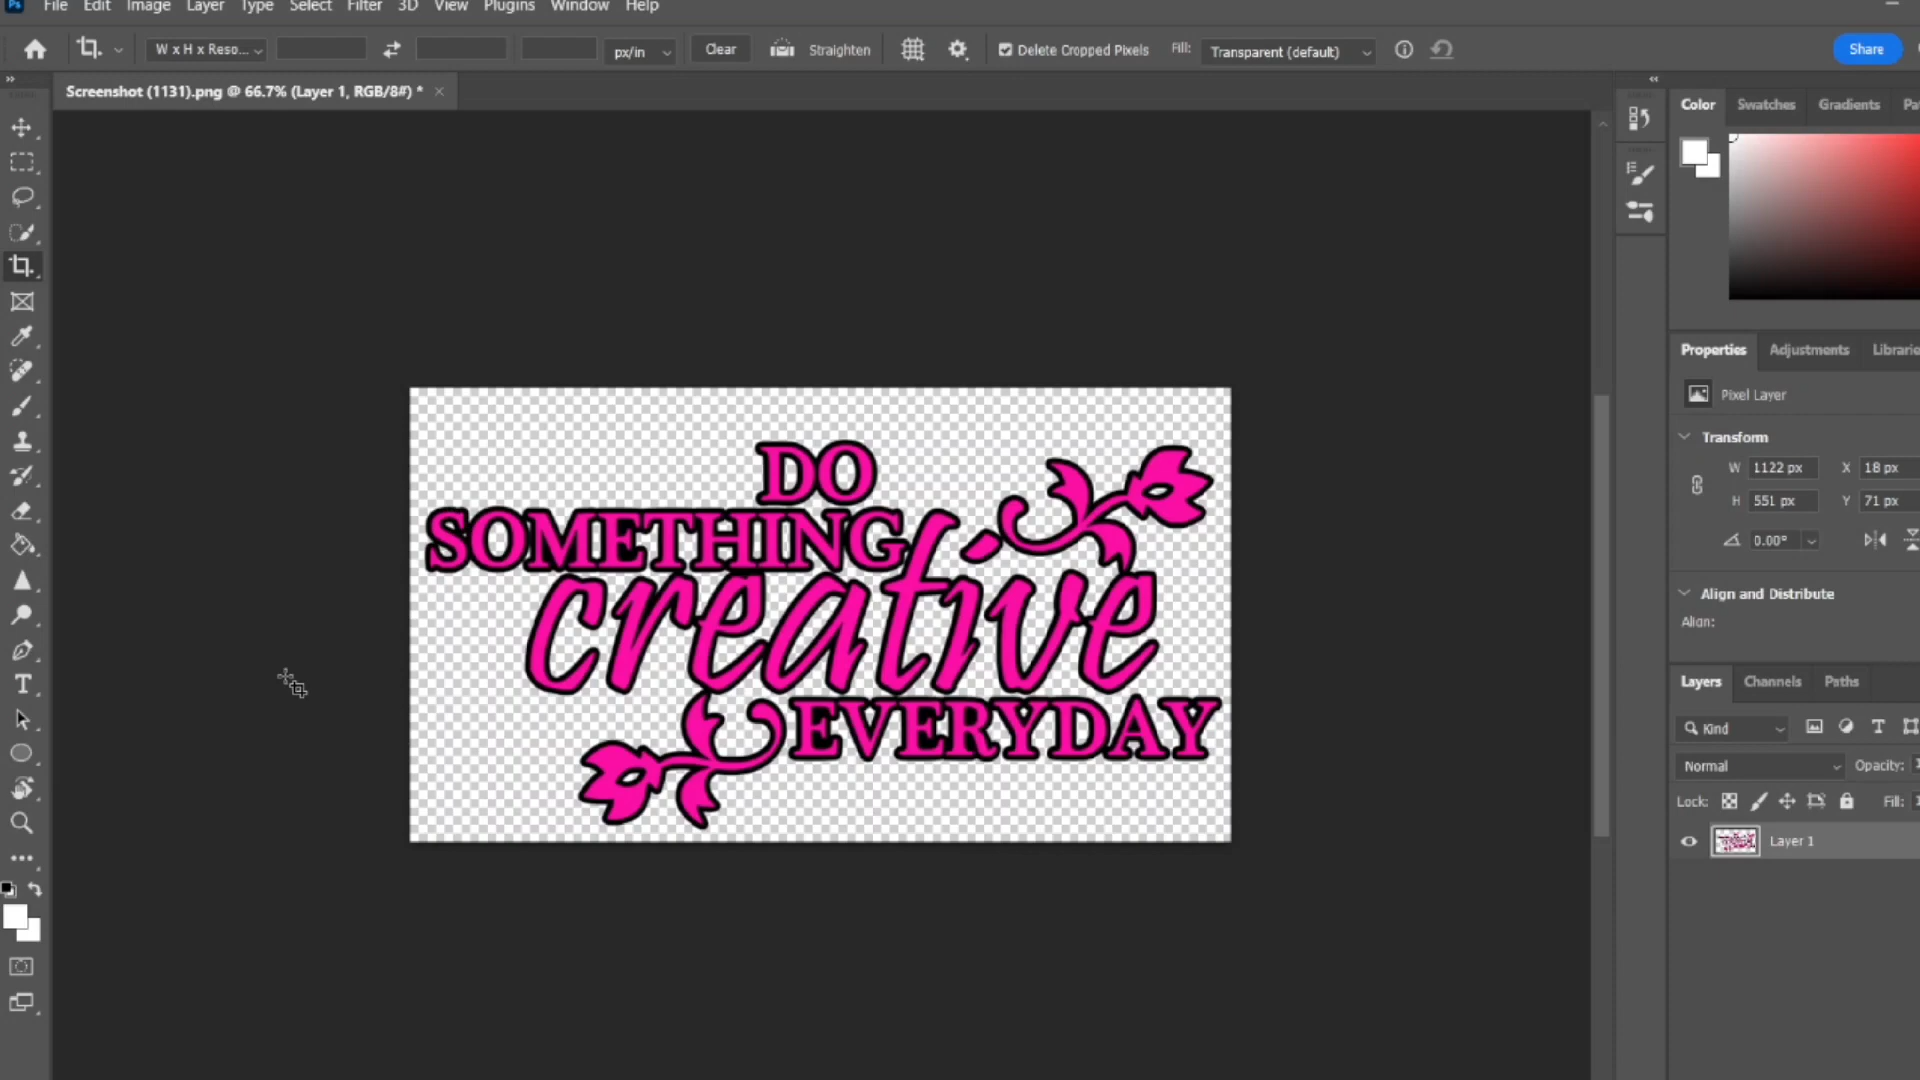 Ps File Edit Image Layer Type Select Filter 3D View Plugins Window Help
W x H x Reso... px/in Clear Straighten Delete Cropped Pixels Fill: Transparent (default) Share
Screenshot (1131).png @ 66.7% (Layer 1, RGB/8#) * ×
Color Swatches Gradients Pa
DO
SOMETHING
creative
EVERYDAY
Properties Adjustments Librarie
Pixel Layer
Transform
W 1122 px X 18 px
H 551 px Y 71 px
0.00°
Align and Distribute
Align:
Layers Channels Paths
Kind
Normal Opacity:
Lock: Fill:
Layer 1